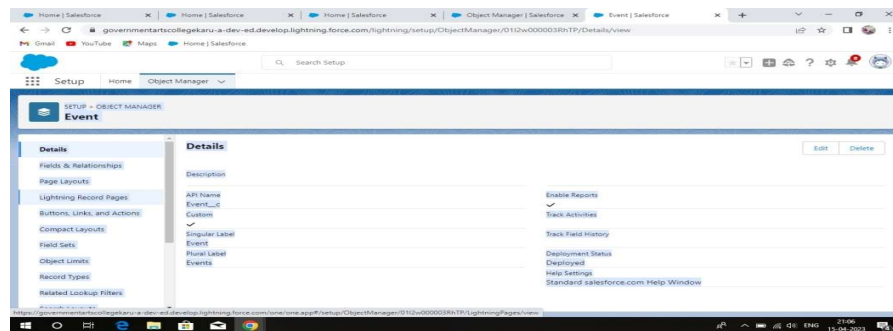 Home | Salesforce
Home | Salesforce
Home | Salesforce
Object Manager | Salesforce
Event | Salesforce
governmentartscollegekaru-a-dev-ed.develop.lightning.force.com/lightning/setup/ObjectManager/01I2w000003RhTP/Details/view
Gmail YouTube Maps Home | Salesforce
Search Setup
Setup Home Object Manager
SETUP > OBJECT MANAGER
Event
Details
Fields & Relationships
Page Layouts
Lightning Record Pages
Buttons, Links, and Actions
Compact Layouts
Field Sets
Object Limits
Record Types
Related Lookup Filters
Details
Edit Delete
Description
API Name
Event__c
Custom
Singular Label
Event
Plural Label
Events
Enable Reports
Track Activities
Track Field History
Deployment Status
Deployed
Help Settings
Standard salesforce.com Help Window
https://governmentartscollegekaru-a-dev-ed.develop.lightning.force.com/one/one.app#/setup/ObjectManager/01I2w000003RhTP/LightningPages/view
ENG
21:06
15-04-2023